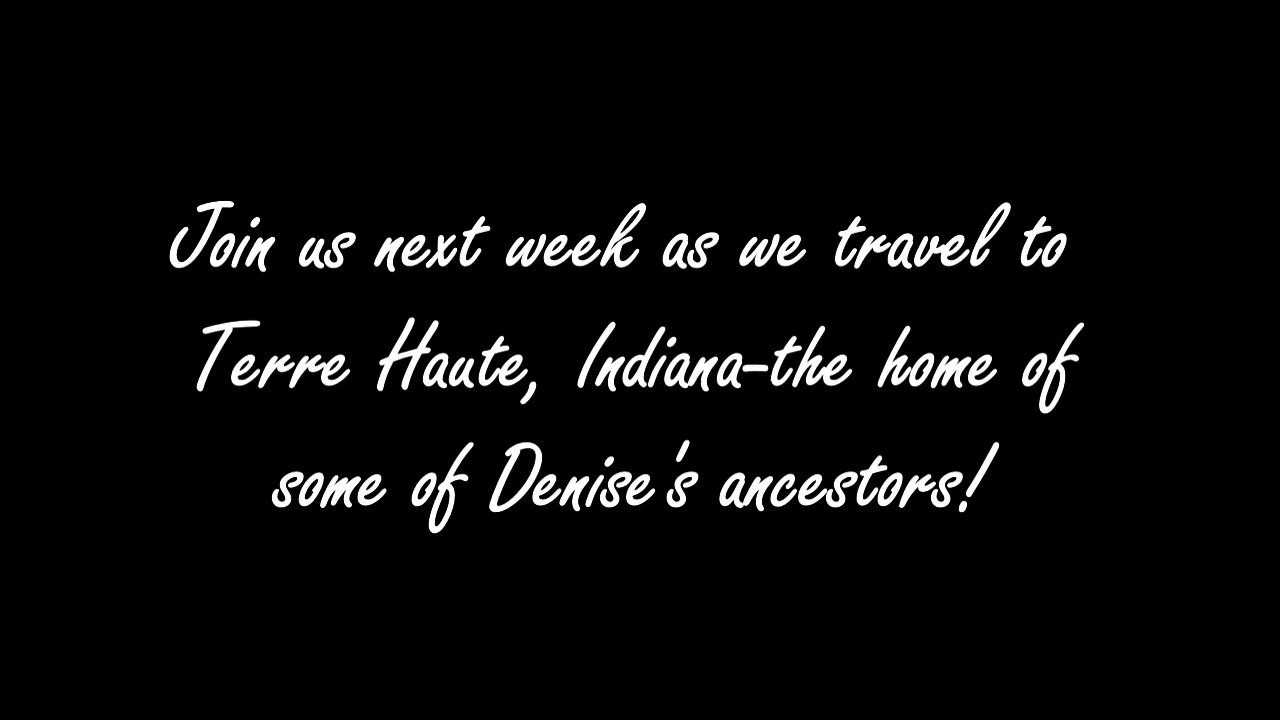 Join us next week as we travel to
Terre Haute, Indiana-the home of
some of Denise's ancestors!